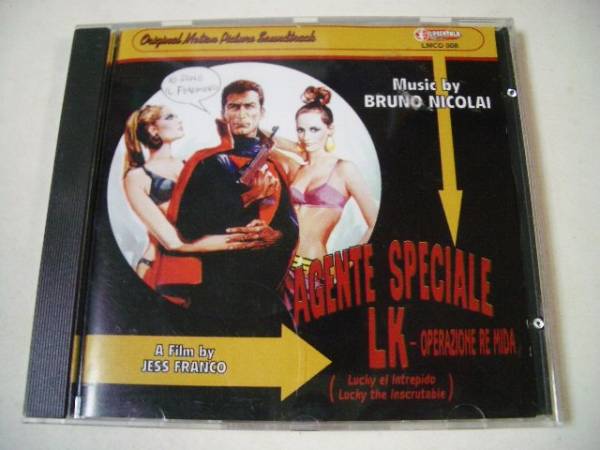 Original Motion Picture Soundtrack
LMCD 008
Music by
BRUNO NICOLAI
AGENTE SPECIALE
LK - OPERAZIONE RE MIDA
(Lucky el Intrepido
Lucky the Inscrutable)
A Film by
JESS FRANCO